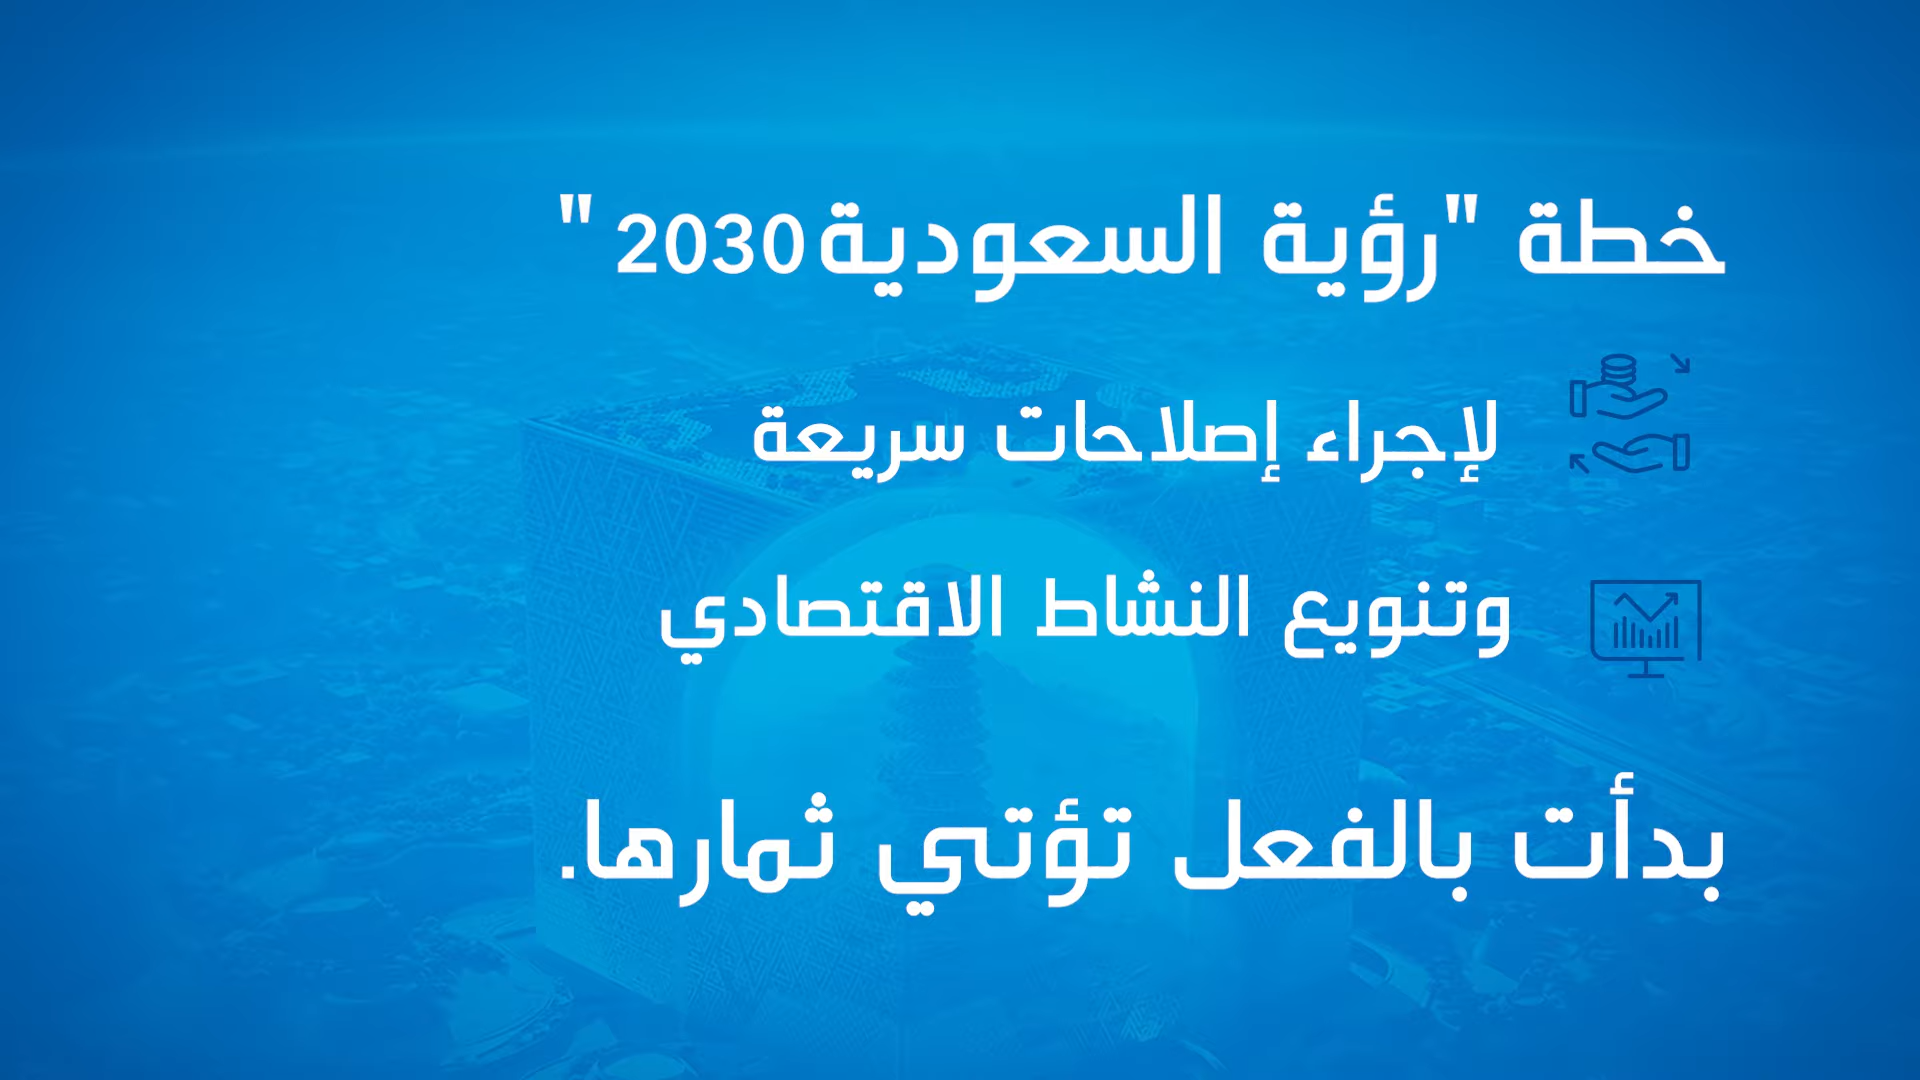 خطة "رؤية السعودية 2030"
لإجراء إصلاحات سريعة
وتنويع النشاط الاقتصادي
بدأت بالفعل تؤتي ثمارها.